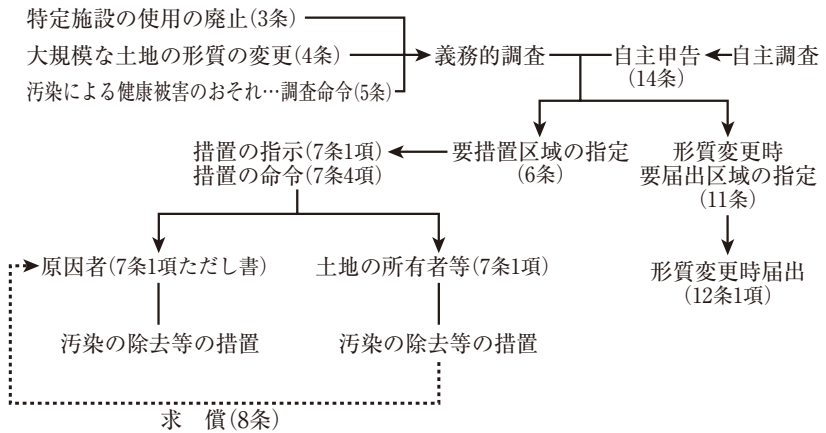 特定施設の使用の廃止(3条)
大規模な土地の形質の変更(4条)
汚染による健康被害のおそれ…調査命令(5条)
義務的調査
自主申告
(14条)
自主調査
措置の指示(7条1項)
措置の命令(7条4項)
要措置区域の指定
(6条)
形質変更時
要届出区域の指定
(11条)
原因者(7条1項ただし書)
土地の所有者等(7条1項)
形質変更時届出
(12条1項)
汚染の除去等の措置
汚染の除去等の措置
求　償(8条)